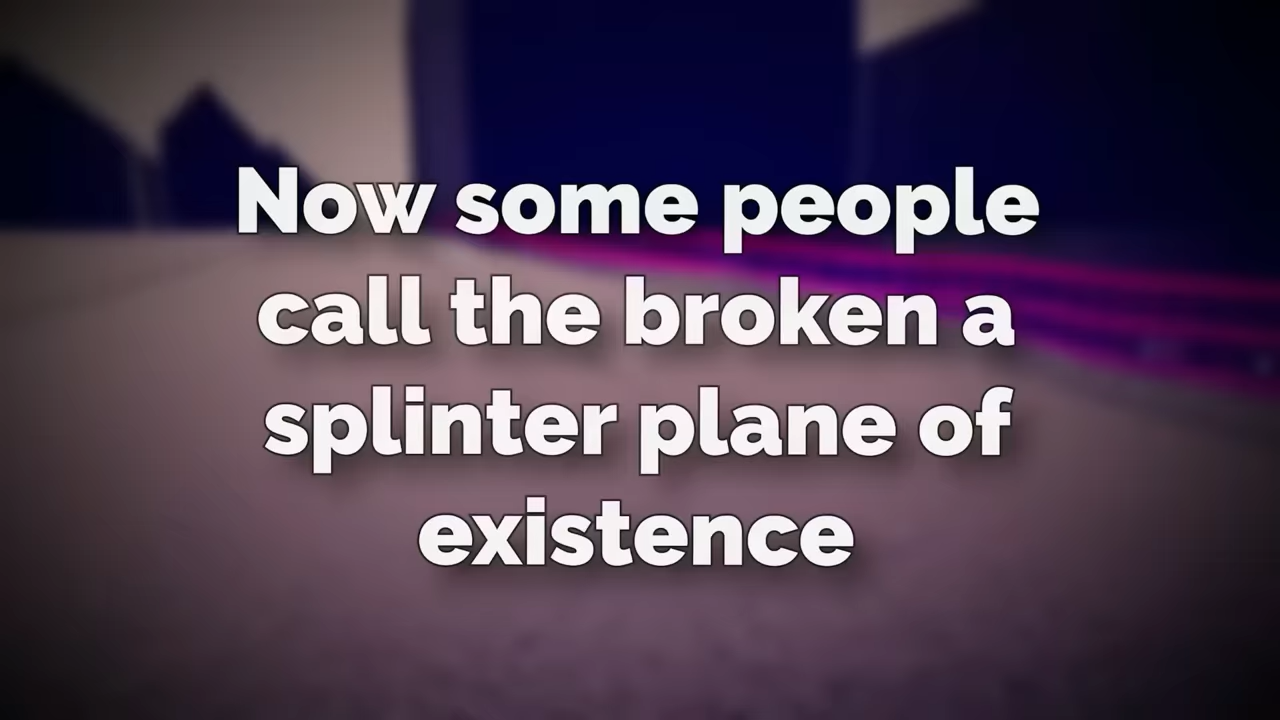 Now some people
call the broken a
splinter plane of
existence